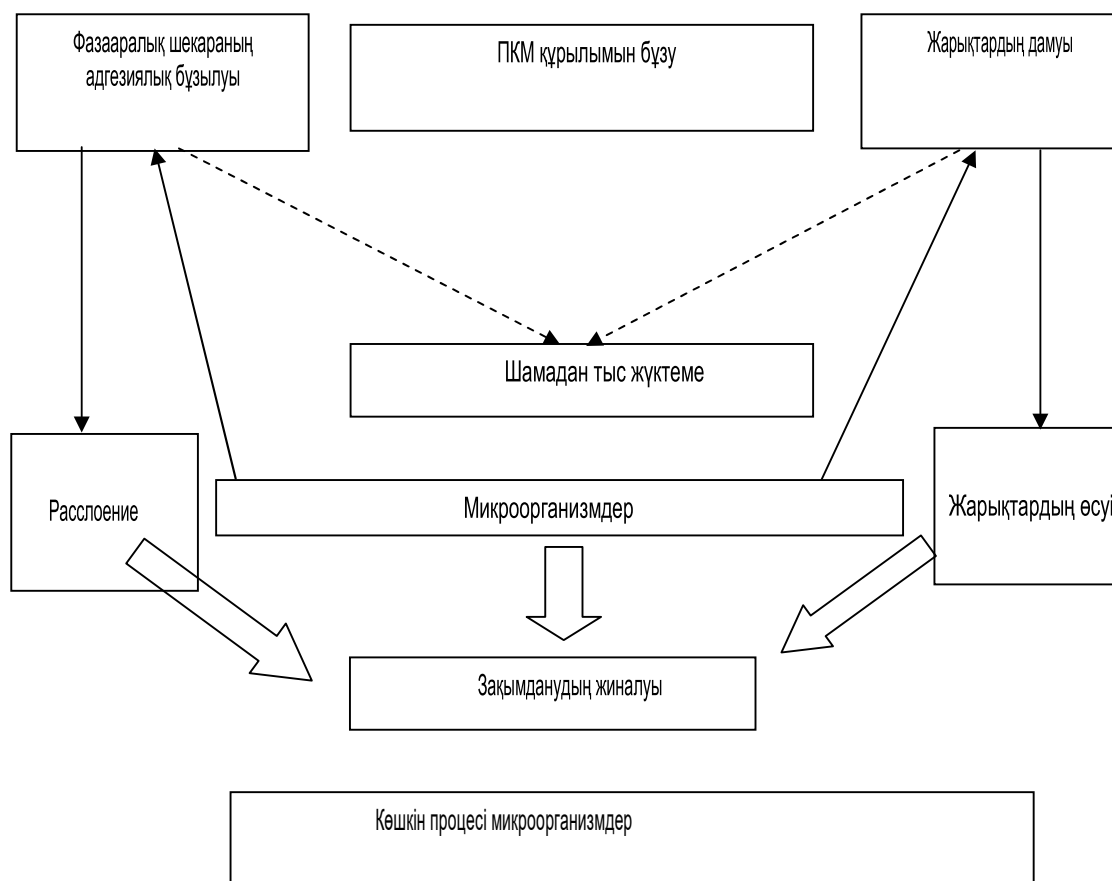 Фазааралық шекараның
адгезиялық бұзылуы
ПКМ құрылымын бұзу
Жарықтардың дамуы
Шамадан тыс жүктеме
Расслоение
Микроорганизмдер
Жарықтардың өсуі
Зақымданудың жиналуы
Көшкін процесі микроорганизмдер